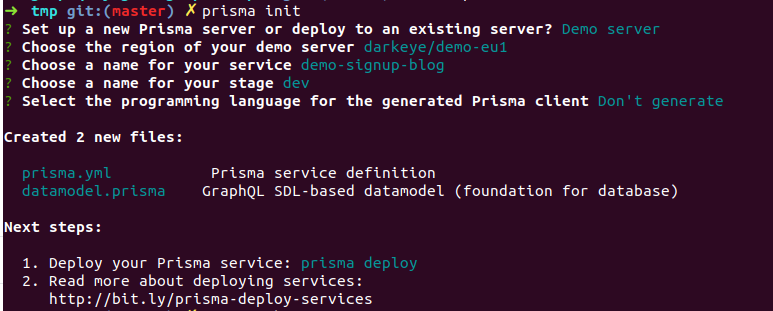 ➜ tmp git:(master) ✗ prisma init
? Set up a new Prisma server or deploy to an existing server? Demo server
? Choose the region of your demo server darkeye/demo-eu1
? Choose a name for your service demo-signup-blog
? Choose a name for your stage dev
? Select the programming language for the generated Prisma client Don't generate
Created 2 new files:
prisma.yml Prisma service definition
datamodel.prisma GraphQL SDL-based datamodel (foundation for database)
Next steps:
1. Deploy your Prisma service: prisma deploy
2. Read more about deploying services:
http://bit.ly/prisma-deploy-services